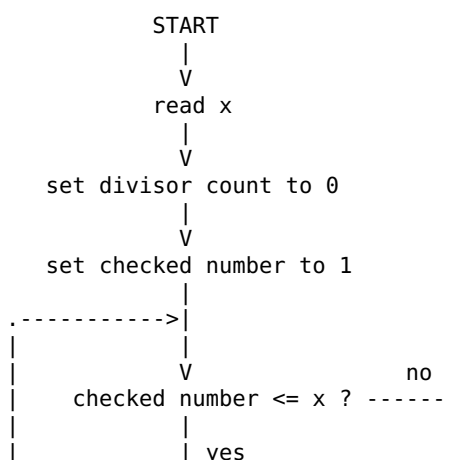 START
|
V
read x
|
V
set divisor count to 0
|
V
set checked number to 1
|
.----------->|
| |
| V no
| checked number <= x ? ------
| |
| | yes